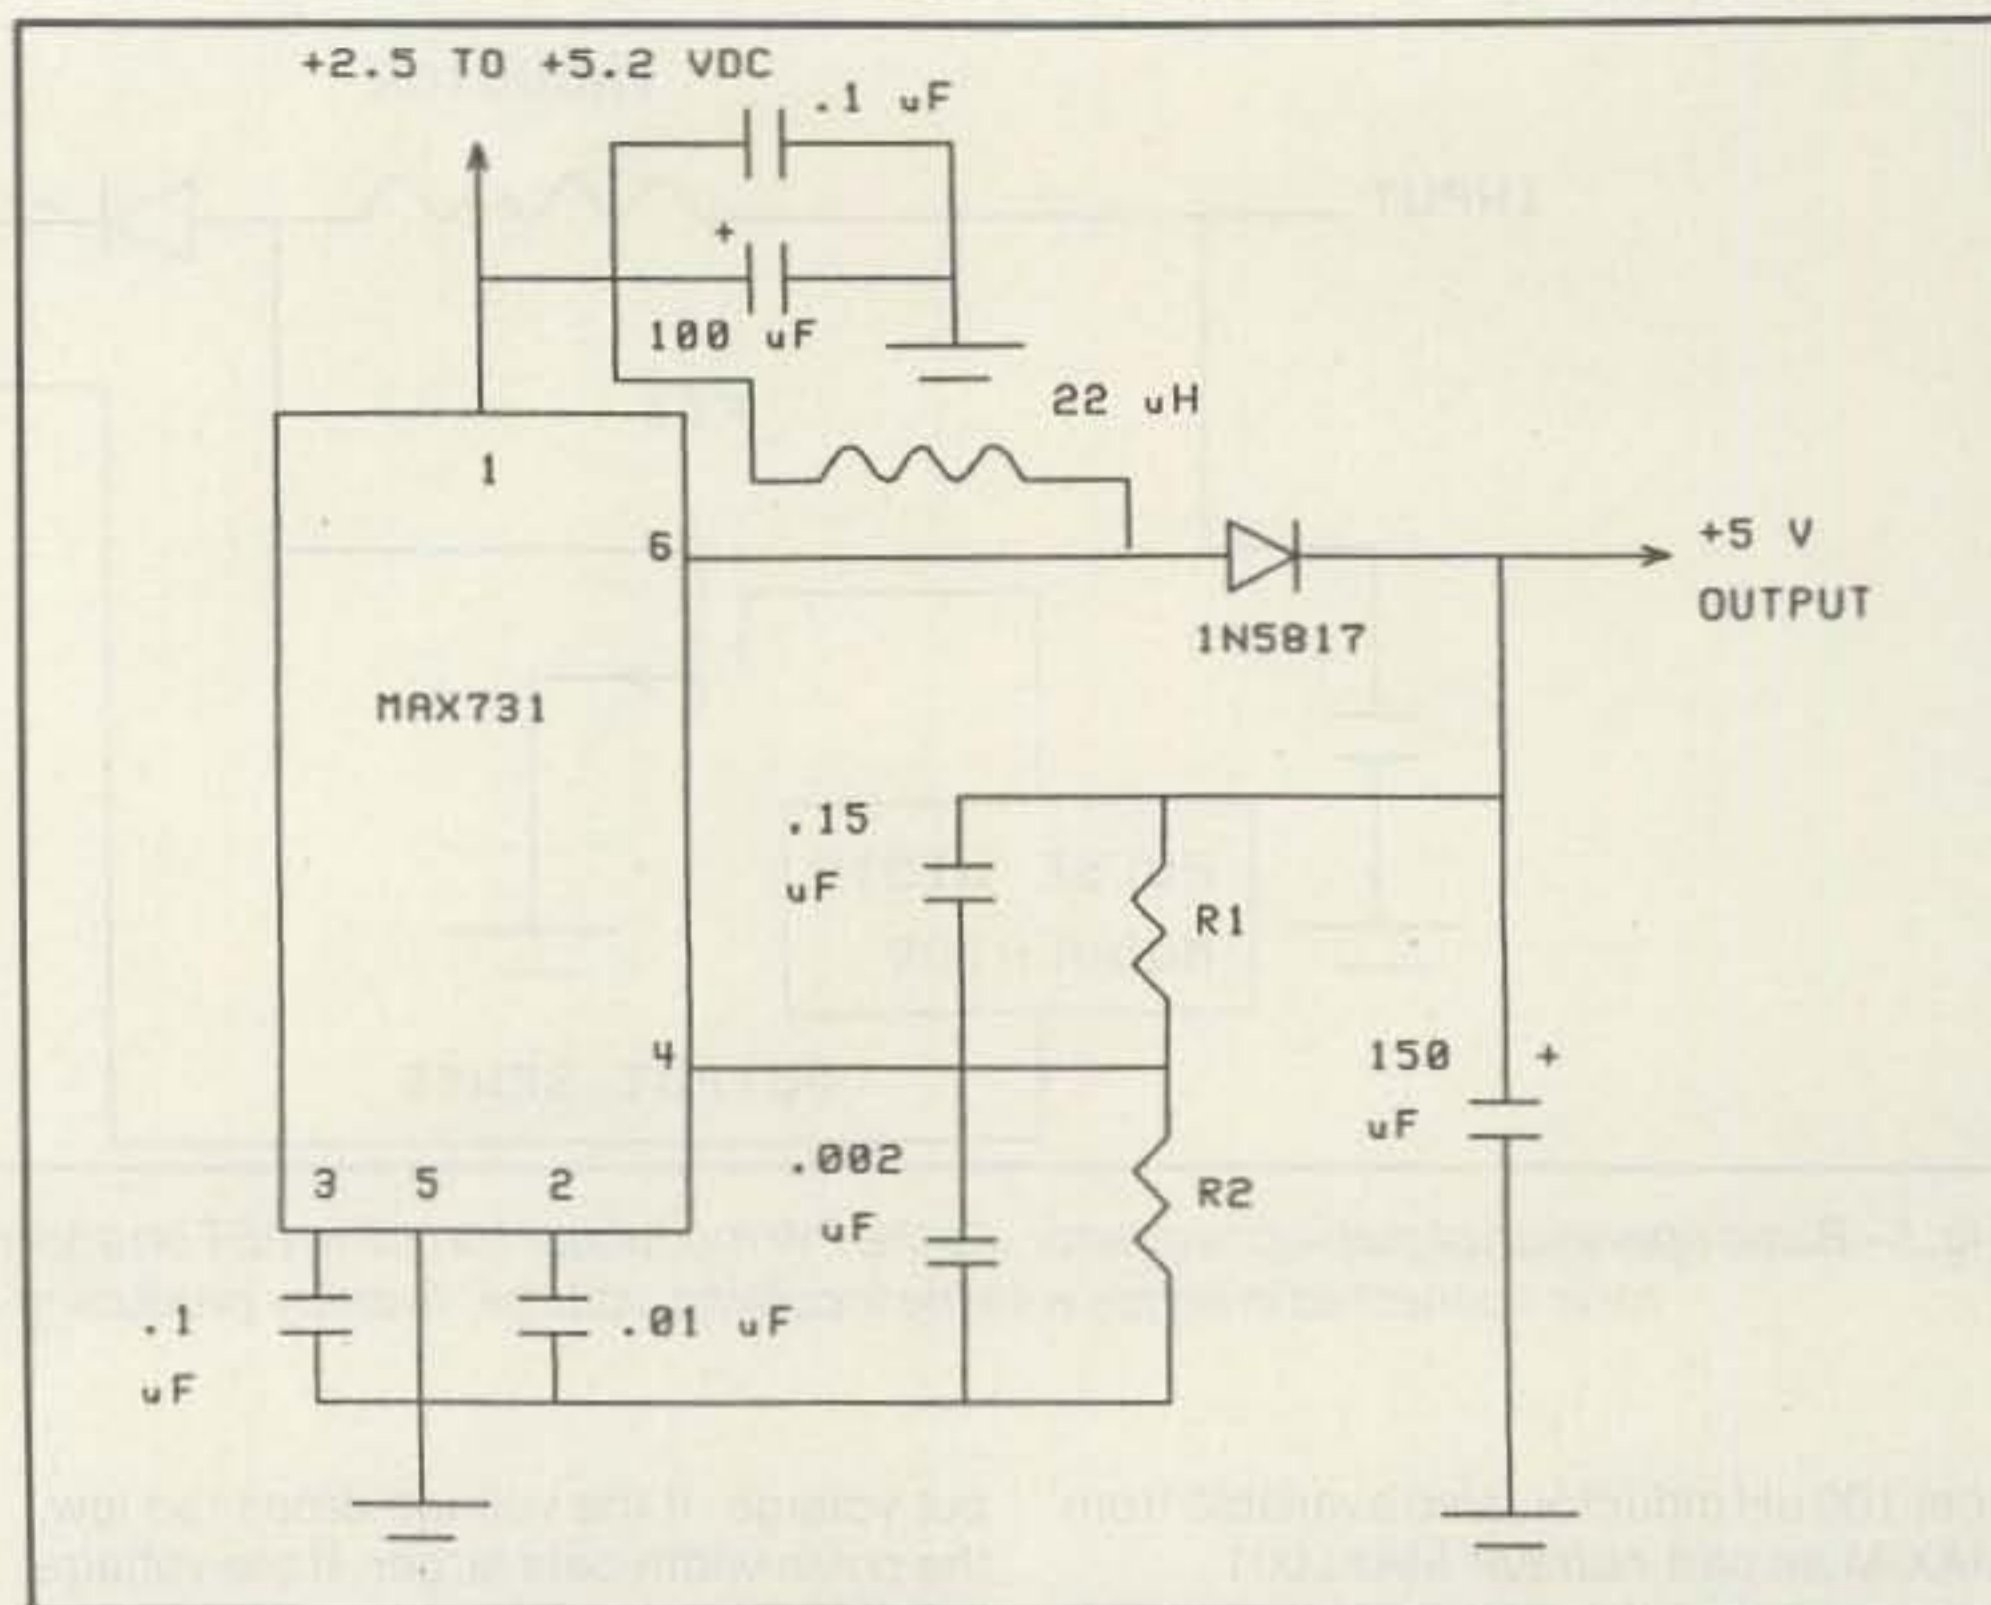 +2.5 TO +5.2 VDC
.1 uF
+
100 uF
22 uH
1
6
+5 V
OUTPUT
1N5817
MAX731
.15
uF
R1
4
150 +
uF
.002
uF
R2
3 5 2
.1
uF
.01 uF